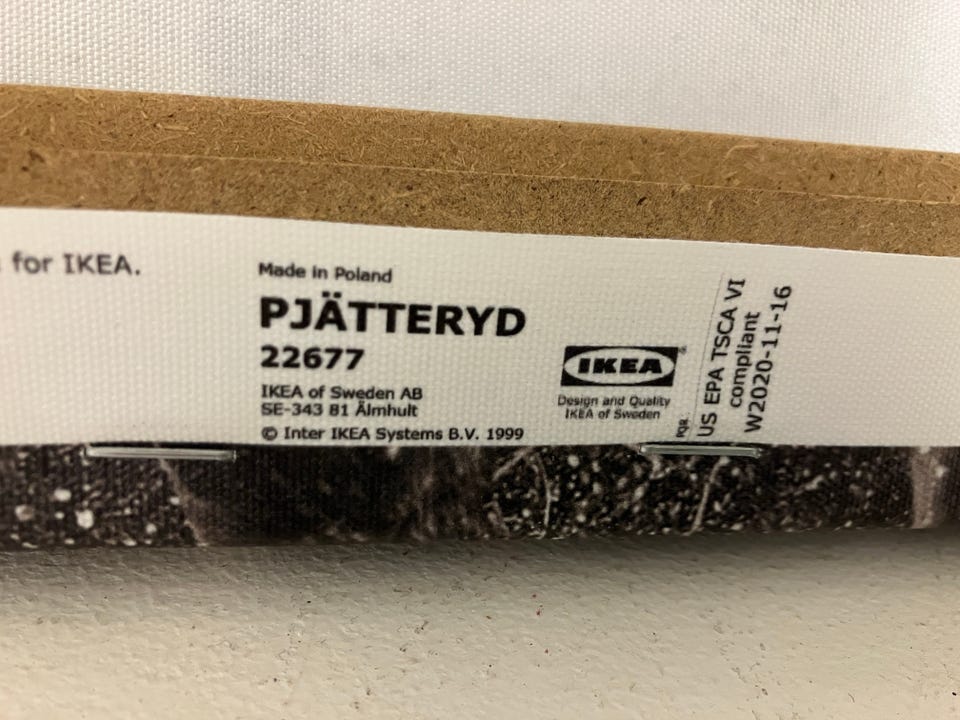 for IKEA.
Made in Poland
PJÄTTERYD
22677
IKEA of Sweden AB
SE-343 81 Älmhult
© Inter IKEA Systems B.V. 1999
IKEA
®
Design and Quality
IKEA of Sweden
PQR
US EPA TSCA VI
compliant
W2020-11-16